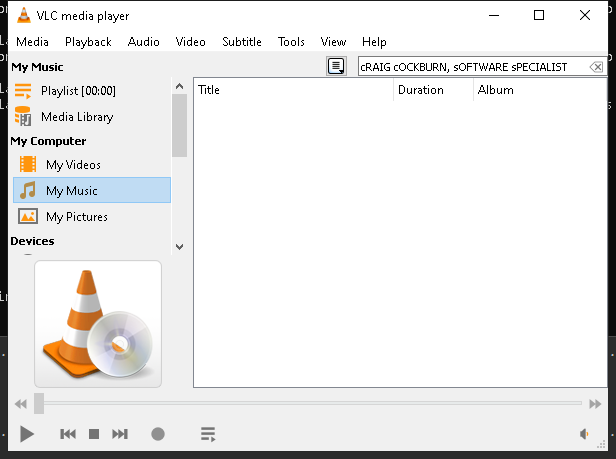 VLC media player
Media Playback Audio Video Subtitle Tools View Help
My Music
cRAIG cOCKBURN, sOFTWARE sPECIALIST
Playlist [00:00]
Media Library
My Computer
My Videos
My Music
My Pictures
Devices
Title Duration Album